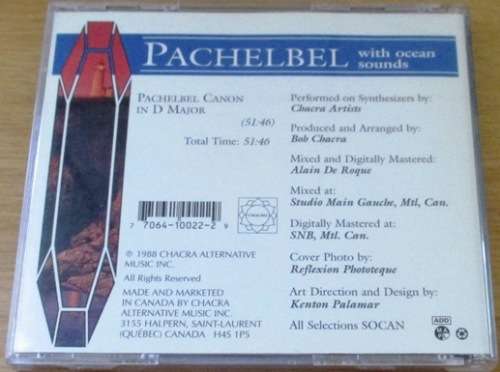 PACHELBEL with ocean
sounds
PACHELBEL CANON
IN D MAJOR
(51:46)
Total Time: 51:46
CHACRA
7 7064-10022-2 9
℗ © 1988 CHACRA ALTERNATIVE
MUSIC INC.
All Rights Reserved
MADE AND MARKETED
IN CANADA BY CHACRA
ALTERNATIVE MUSIC INC.
3155 HALPERN, SAINT-LAURENT
(QUÉBEC) CANADA H4S 1P5
Performed on Synthesizers by:
Chacra Artists
Produced and Arranged by:
Bob Chacra
Mixed and Digitally Mastered:
Alain De Roque
Mixed at:
Studio Main Gauche, Mtl, Can.
Digitally Mastered at:
SNB, Mtl. Can.
Cover Photo by:
Reflexion Phototeque
Art Direction and Design by:
Kenton Palamar
All Selections SOCAN
ADD